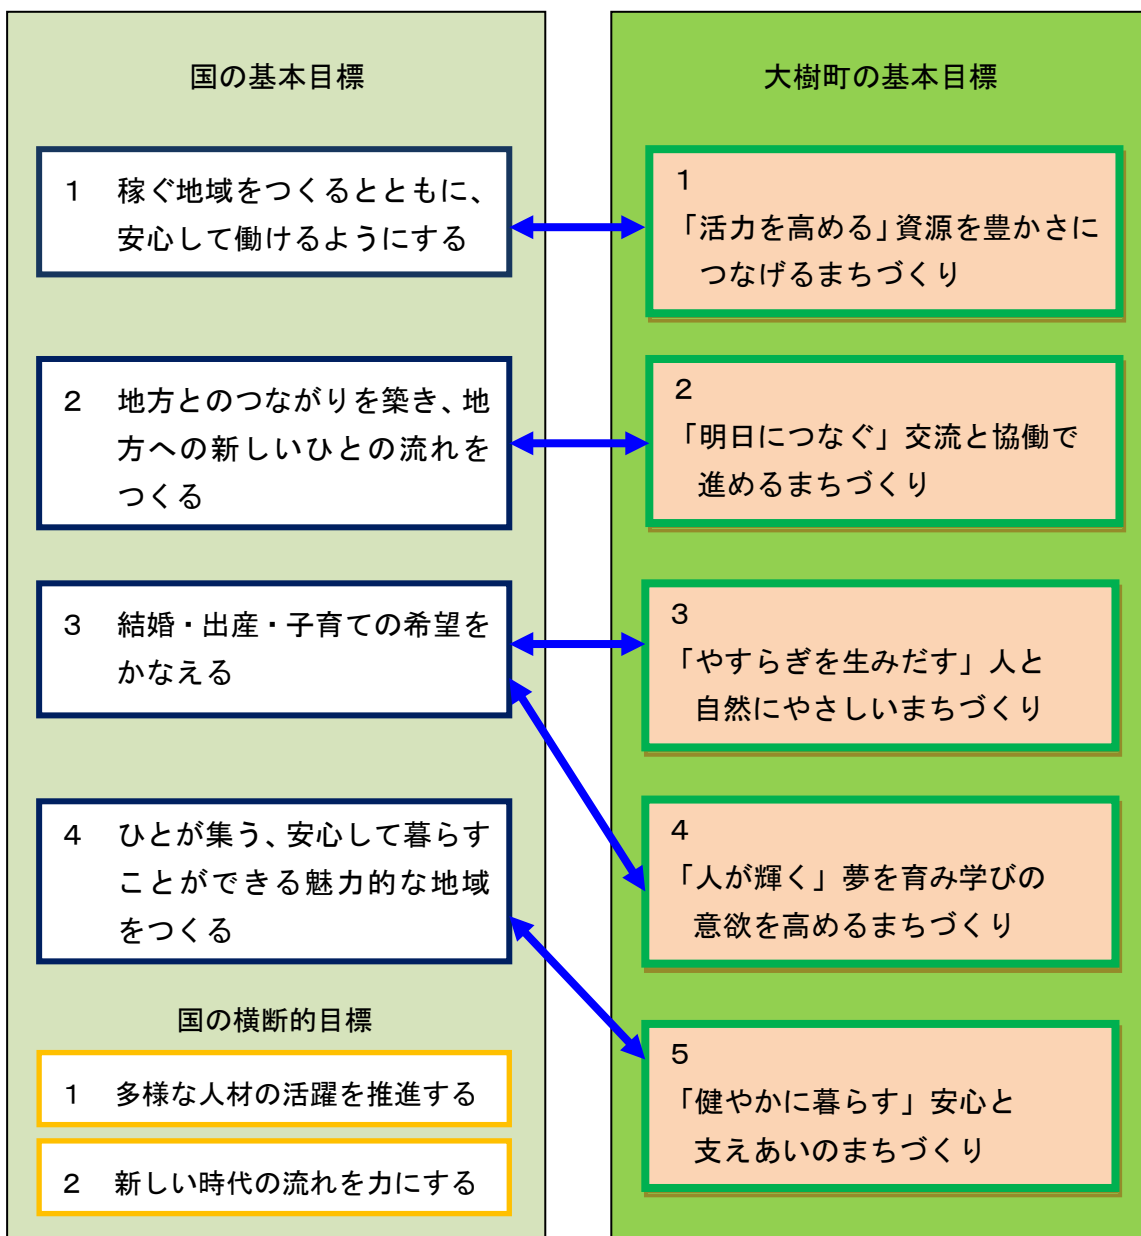 国の基本目標
1　稼ぐ地域をつくるとともに、
安心して働けるようにする
2　地方とのつながりを築き、地
方への新しいひとの流れを
つくる
3　結婚・出産・子育ての希望を
かなえる
4　ひとが集う、安心して暮らす
ことができる魅力的な地域
をつくる
国の横断的目標
1　多様な人材の活躍を推進する
2　新しい時代の流れを力にする
大樹町の基本目標
1
「活力を高める」資源を豊かさに
つなげるまちづくり
2
「明日につなぐ」交流と協働で
進めるまちづくり
3
「やすらぎを生みだす」人と
自然にやさしいまちづくり
4
「人が輝く」夢を育み学びの
意欲を高めるまちづくり
5
「健やかに暮らす」安心と
支えあいのまちづくり